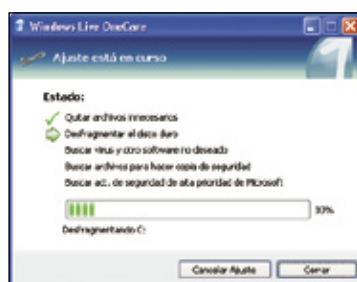 Windows Live OneCare
Ajuste está en curso
Estado:
Quitar archivos innecesarios
Desfragmentar el disco duro
Buscar virus y otro software no deseado
Buscar archivos para hacer copia de seguridad
Buscar act. de seguridad de alta prioridad de Microsoft
Desfragmentando C:
Cancelar Ajuste Cerrar